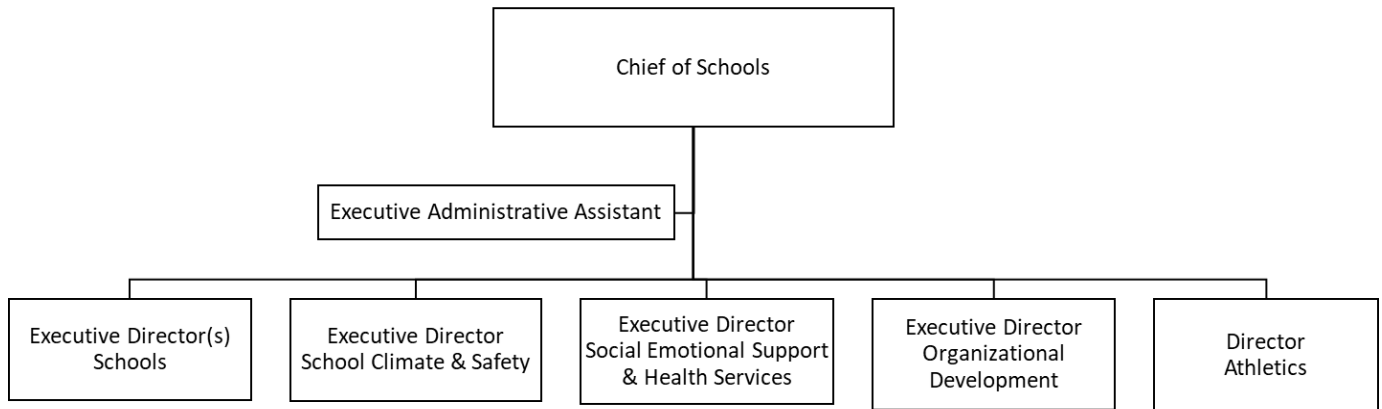 Chief of Schools
Executive Administrative Assistant
Executive Director(s)
Schools
Executive Director
School Climate & Safety
Executive Director
Social Emotional Support
& Health Services
Executive Director
Organizational
Development
Director
Athletics